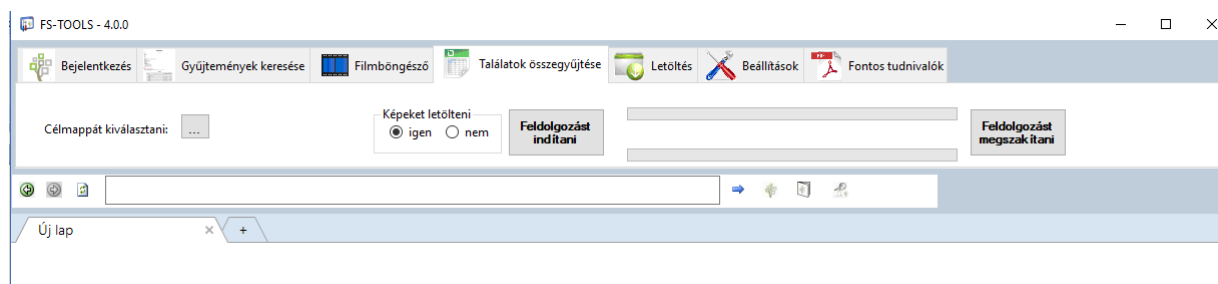 FS-TOOLS - 4.0.0
Bejelentkezés Gyűjtemények keresése Filmböngésző Találatok összegyűjtése Letöltés Beállítások Fontos tudnivalók
Képeket letölteni
Célmappát kiválasztani: ... igen nem
Feldolgozást
indítani
Feldolgozást
megszakítani
Új lap × +